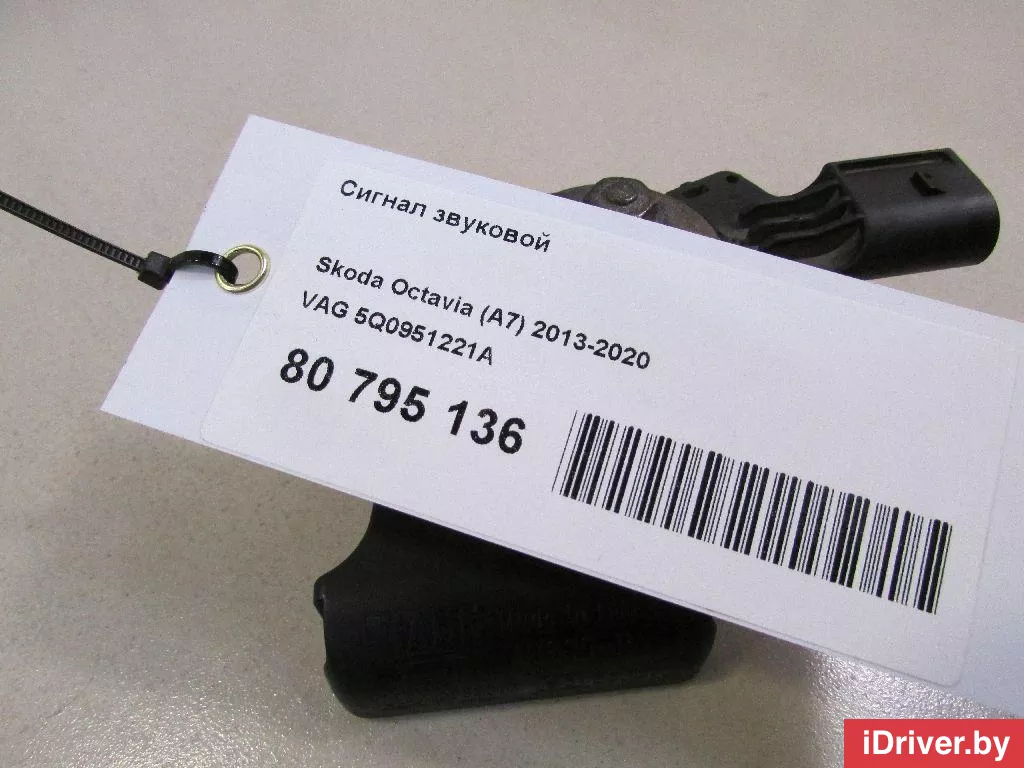 Сигнал звуковой
Skoda Octavia (A7) 2013-2020
VAG 5Q0951221A
80 795 136
iDriver.by